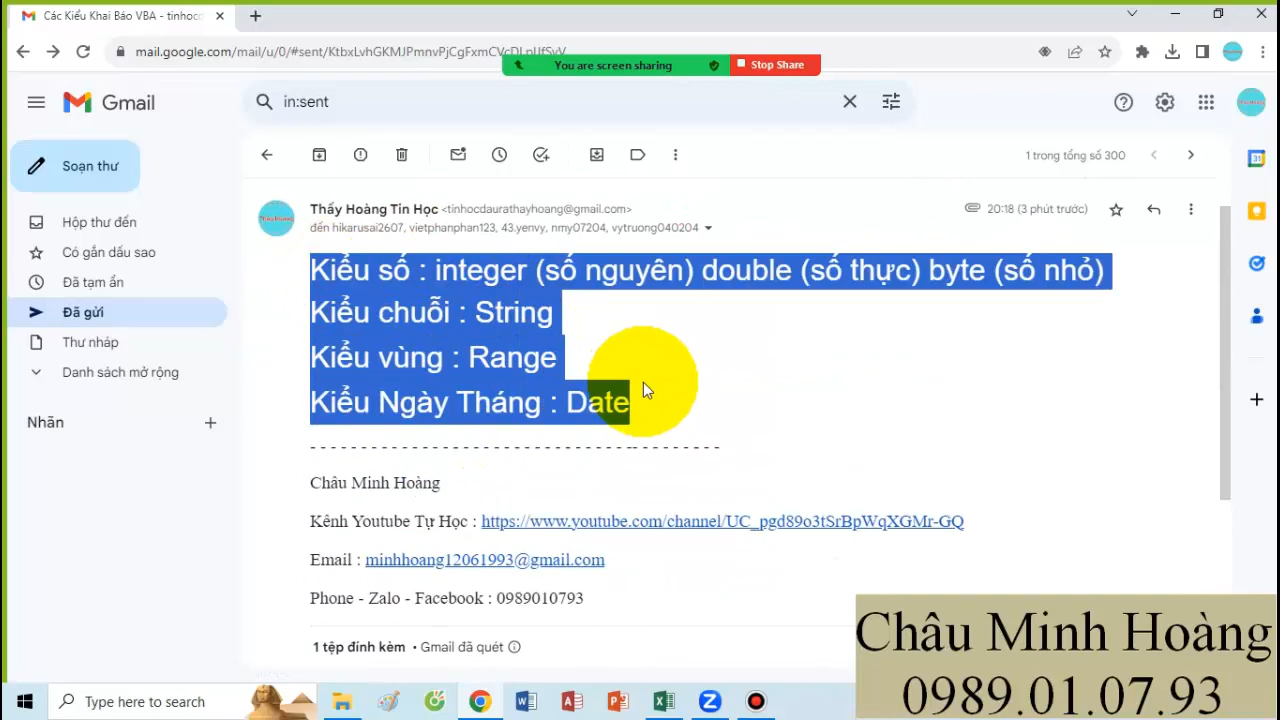 Các Kiểu Khai Báo VBA - tinhocd
mail.google.com/mail/u/0/#sent/KtbxLvhGKMJPmnvPjCgFxmCVcDLpJJfSvV
You are screen sharing
Stop Share
Gmail
in:sent
Soạn thư
1 trong tổng số 300
Hộp thư đến
Có gắn dấu sao
Đã tạm ẩn
Đã gửi
Thư nháp
Danh sách mở rộng
Nhãn
Thầy Hoàng Tin Học <tinhocdaurathayhoang@gmail.com>
20:18 (3 phút trước)
đến hikarusai2607, vietphanphan123, 43.yenvy, nmy07204, vytruong040204
Kiểu số : integer (số nguyên) double (số thực) byte (số nhỏ)
Kiểu chuỗi : String
Kiểu vùng : Range
Kiểu Ngày Tháng : Date
- - - - - - - - - - - - - - - - - - - - - - - - - - - - - - - - - - - - - - -
Châu Minh Hoàng
Kênh Youtube Tự Học : https://www.youtube.com/channel/UC_pgd89o3tSrBpWqXGMr-GQ
Email : minhhoang12061993@gmail.com
Phone - Zalo - Facebook : 0989010793
1 tệp đính kèm • Gmail đã quét
31
Châu Minh Hoàng
0989.01.07.93
Type here to search